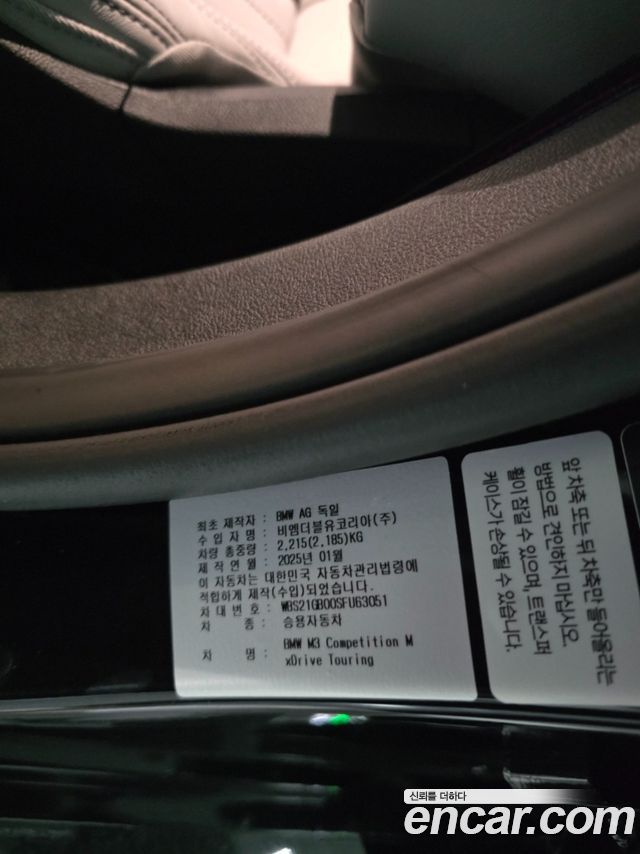 최초 제작자 : BMW AG 독일
수 입 자 명 : 비엠더블유코리아(주)
차량 총중량 : 2,215(2,185)KG
제 작 연 월 : 2025년 01월
이 자동차는 대한민국 자동차관리법령에
적합하게 제작(수입)되었습니다.
차 대 번 호 : WBS21GB00SFU63051
차 종 : 승용자동차
차 명 : BMW M3 Competition M
xDrive Touring
앞 차축 또는 뒤 차축만 들어올리는
방법으로 견인하지 마십시오.
휠이 잠길 수 있으며, 트랜스퍼
케이스가 손상될 수 있습니다.
신뢰를 더하다
encar.com